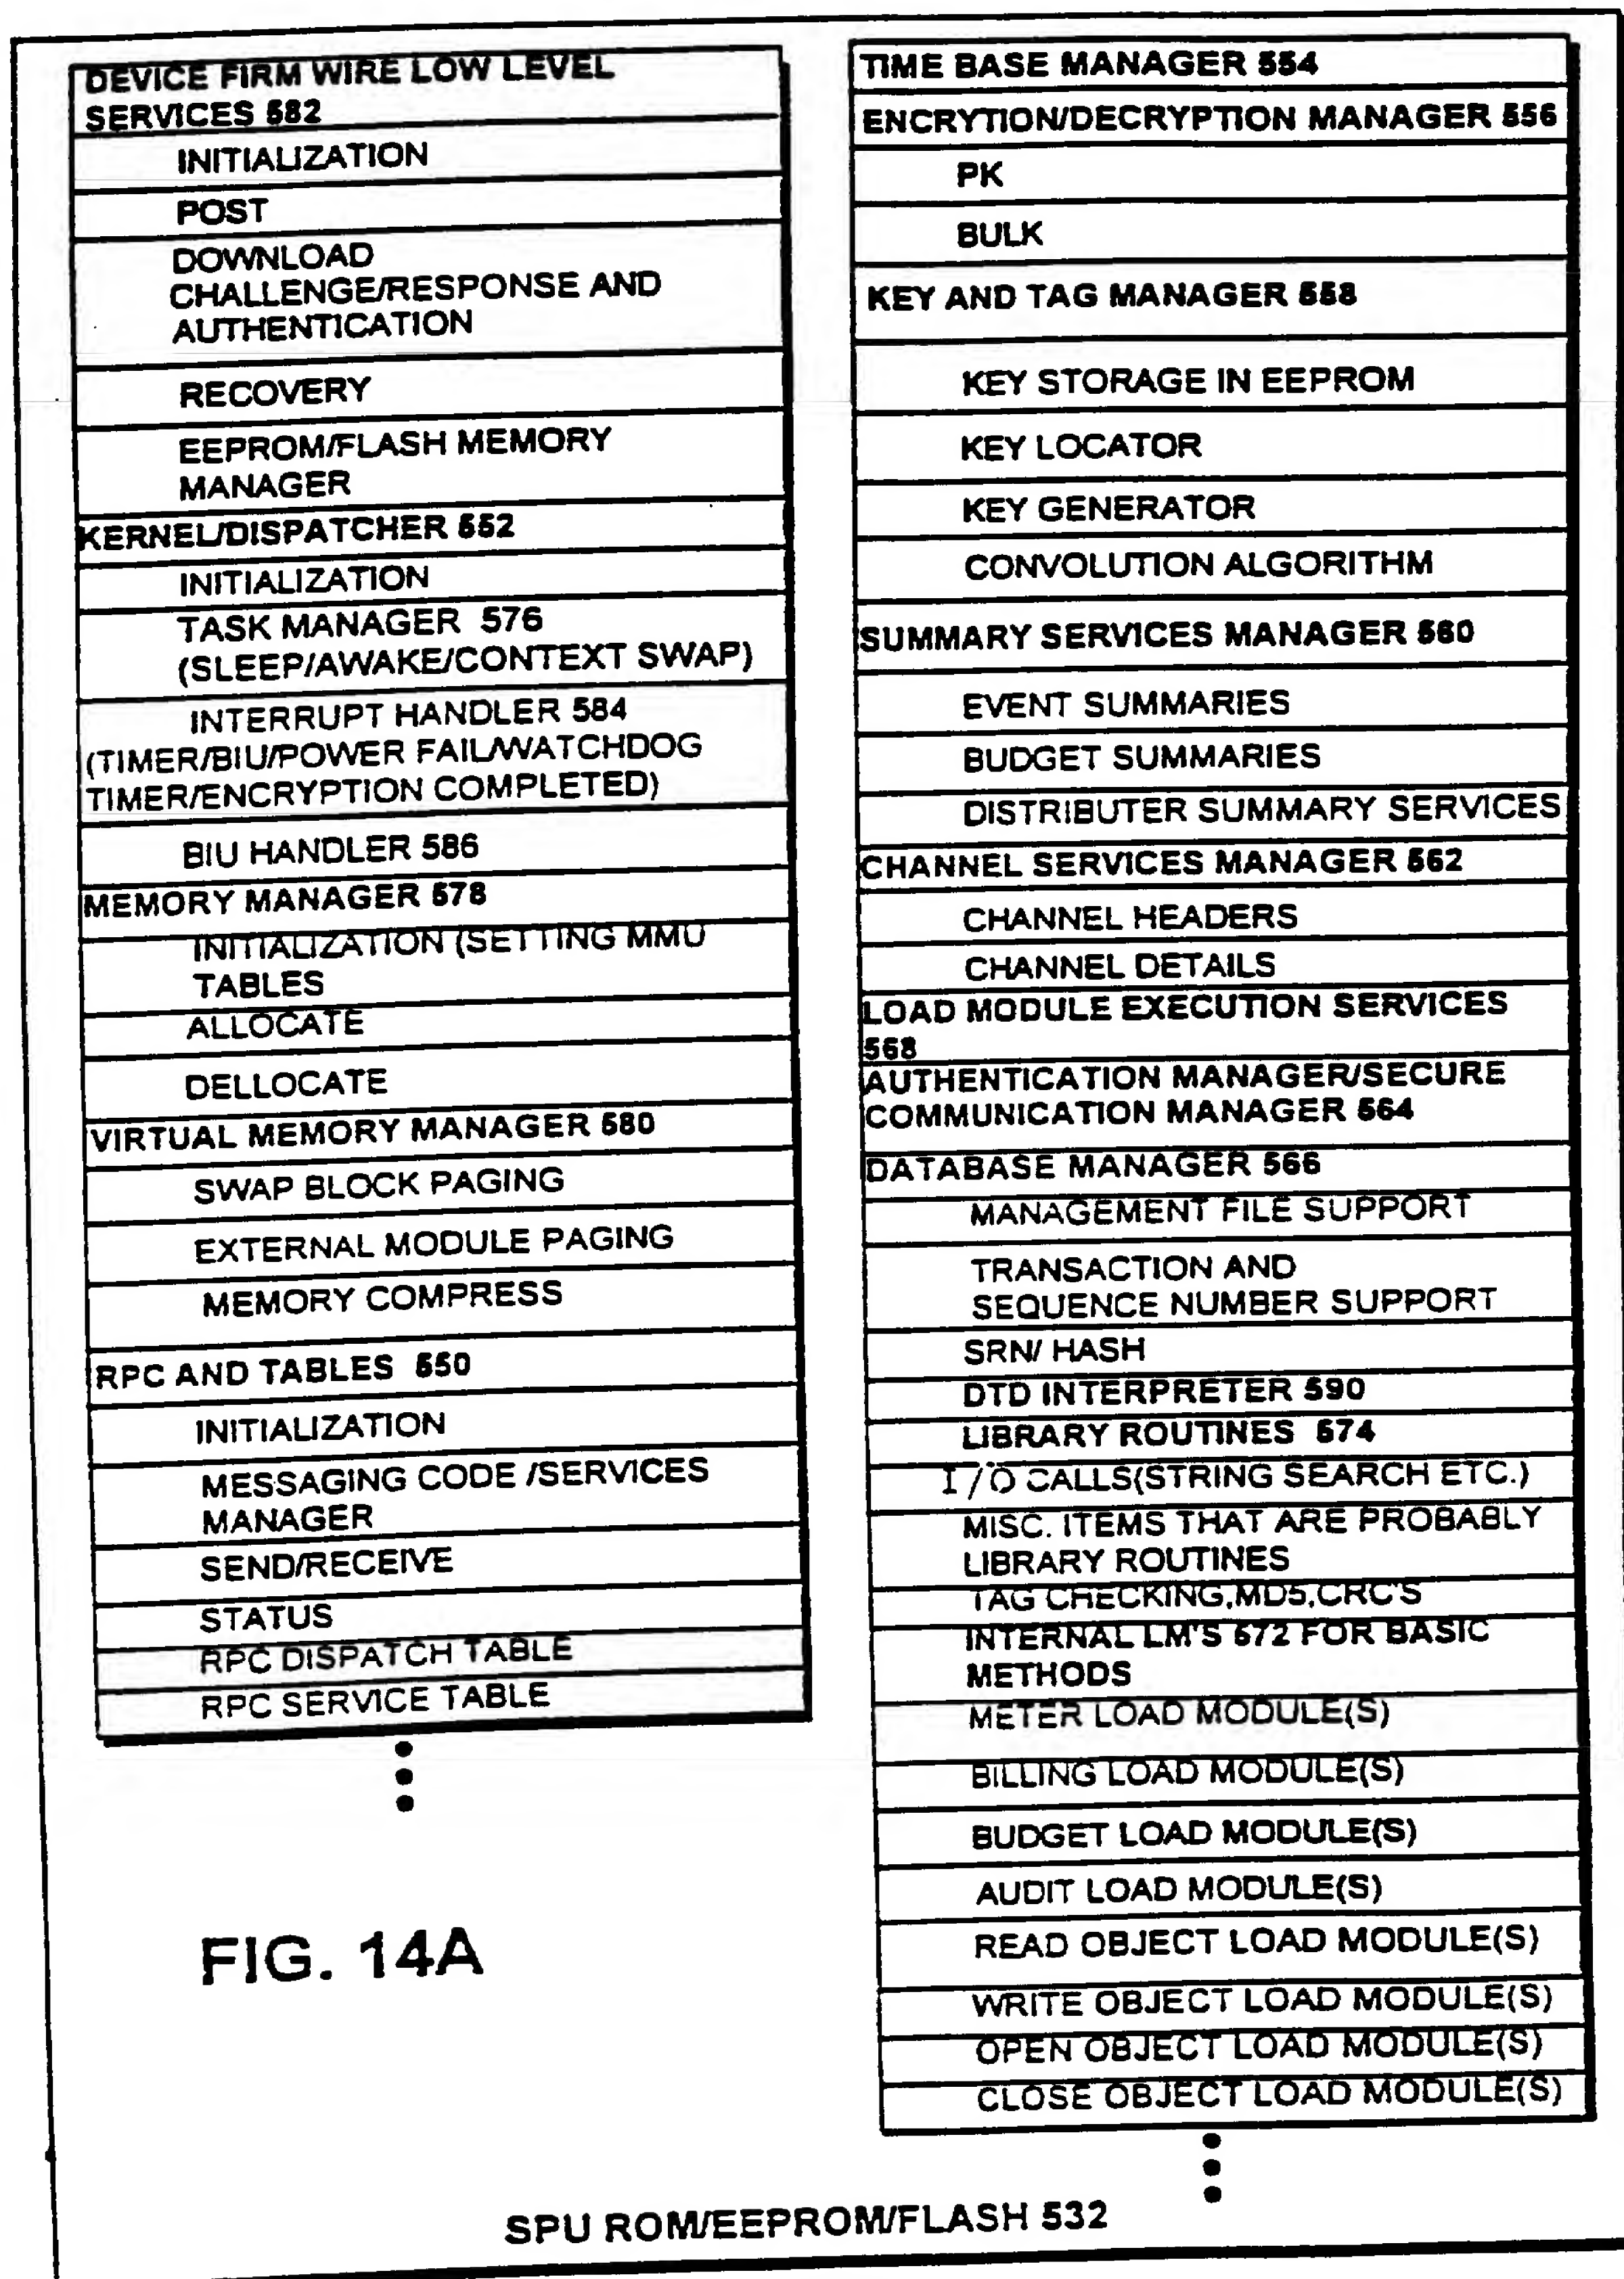 DEVICE FIRM WIRE LOW LEVEL
SERVICES 582
INITIALIZATION
POST
DOWNLOAD
CHALLENGE/RESPONSE AND
AUTHENTICATION
RECOVERY
EEPROM/FLASH MEMORY
MANAGER
KERNEL/DISPATCHER 552
INITIALIZATION
TASK MANAGER 576
(SLEEP/AWAKE/CONTEXT SWAP)
INTERRUPT HANDLER 584
(TIMER/BIU/POWER FAIL/WATCHDOG
TIMER/ENCRYPTION COMPLETED)
BIU HANDLER 586
MEMORY MANAGER 578
INITIALIZATION (SETTING MMU
TABLES
ALLOCATE
DELLOCATE
VIRTUAL MEMORY MANAGER 580
SWAP BLOCK PAGING
EXTERNAL MODULE PAGING
MEMORY COMPRESS
RPC AND TABLES 550
INITIALIZATION
MESSAGING CODE /SERVICES
MANAGER
SEND/RECEIVE
STATUS
RPC DISPATCH TABLE
RPC SERVICE TABLE
TIME BASE MANAGER 554
ENCRYTION/DECRYPTION MANAGER 556
PK
BULK
KEY AND TAG MANAGER 558
KEY STORAGE IN EEPROM
KEY LOCATOR
KEY GENERATOR
CONVOLUTION ALGORITHM
SUMMARY SERVICES MANAGER 560
EVENT SUMMARIES
BUDGET SUMMARIES
DISTRIBUTER SUMMARY SERVICES
CHANNEL SERVICES MANAGER 562
CHANNEL HEADERS
CHANNEL DETAILS
LOAD MODULE EXECUTION SERVICES
568
AUTHENTICATION MANAGER/SECURE
COMMUNICATION MANAGER 564
DATABASE MANAGER 566
MANAGEMENT FILE SUPPORT
TRANSACTION AND
SEQUENCE NUMBER SUPPORT
SRN/ HASH
DTD INTERPRETER 590
LIBRARY ROUTINES 574
I/O CALLS(STRING SEARCH ETC.)
MISC. ITEMS THAT ARE PROBABLY
LIBRARY ROUTINES
TAG CHECKING,MD5,CRC'S
INTERNAL LM'S 572 FOR BASIC
METHODS
METER LOAD MODULE(S)
BILLING LOAD MODULE(S)
BUDGET LOAD MODULE(S)
AUDIT LOAD MODULE(S)
READ OBJECT LOAD MODULE(S)
WRITE OBJECT LOAD MODULE(S)
OPEN OBJECT LOAD MODULE(S)
CLOSE OBJECT LOAD MODULE(S)
FIG. 14A
SPU ROM/EEPROM/FLASH 532